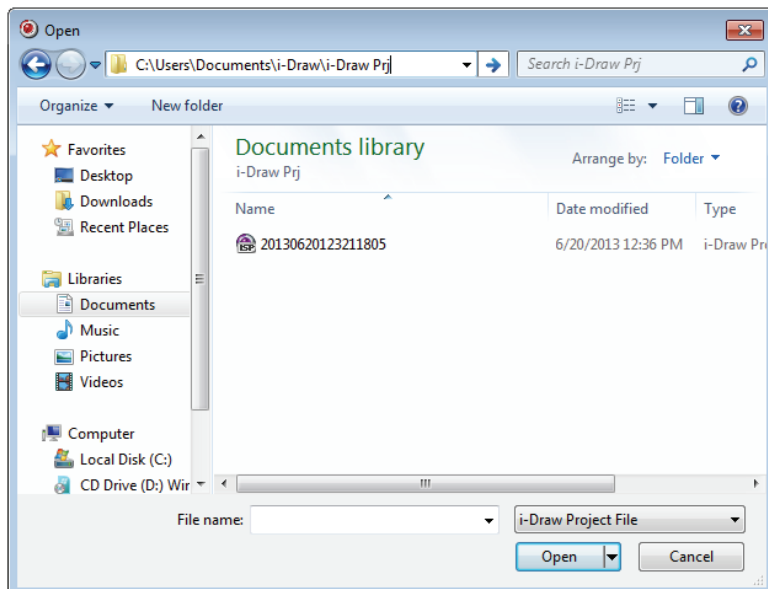 Open
C:\Users\Documents\i-Draw\i-Draw Prj
Search i-Draw Prj
Organize
New folder
Favorites
Desktop
Downloads
Recent Places
Libraries
Documents
Music
Pictures
Videos
Computer
Local Disk (C:)
CD Drive (D:) Wir
Documents library
i-Draw Prj
Arrange by: Folder
Name Date modified Type
ISP 20130620123211805 6/20/2013 12:36 PM i-Draw Pr
File name:
i-Draw Project File
Open Cancel